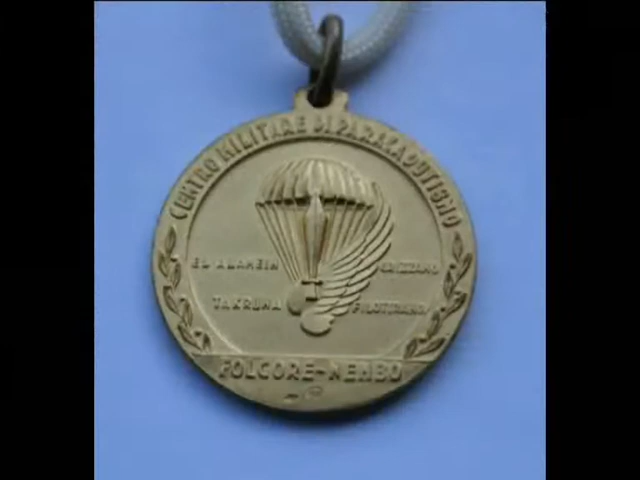 CENTRO MILITARE DI PARACADUTISMO
EL ALAMEIN GRIZZANO
TAKRUNA FILOTTRANO
FOLGORE-NEMBO